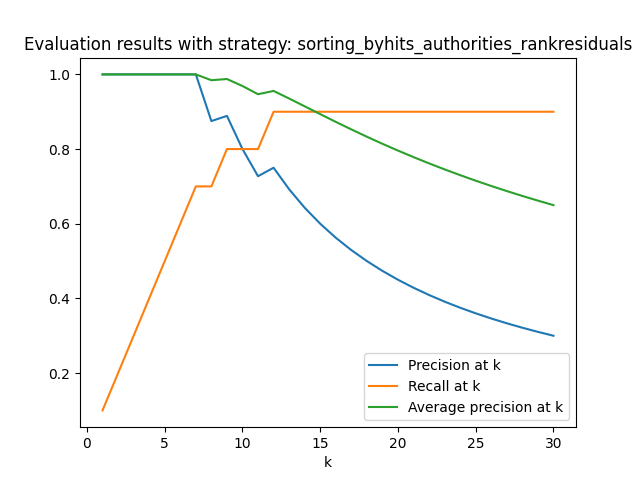 Evaluation results with strategy: sorting_byhits_authorities_rankresiduals
1.0
0.8
0.6
0.4
0.2
0 5 10 15 20 25 30
k
Precision at k
Recall at k
Average precision at k